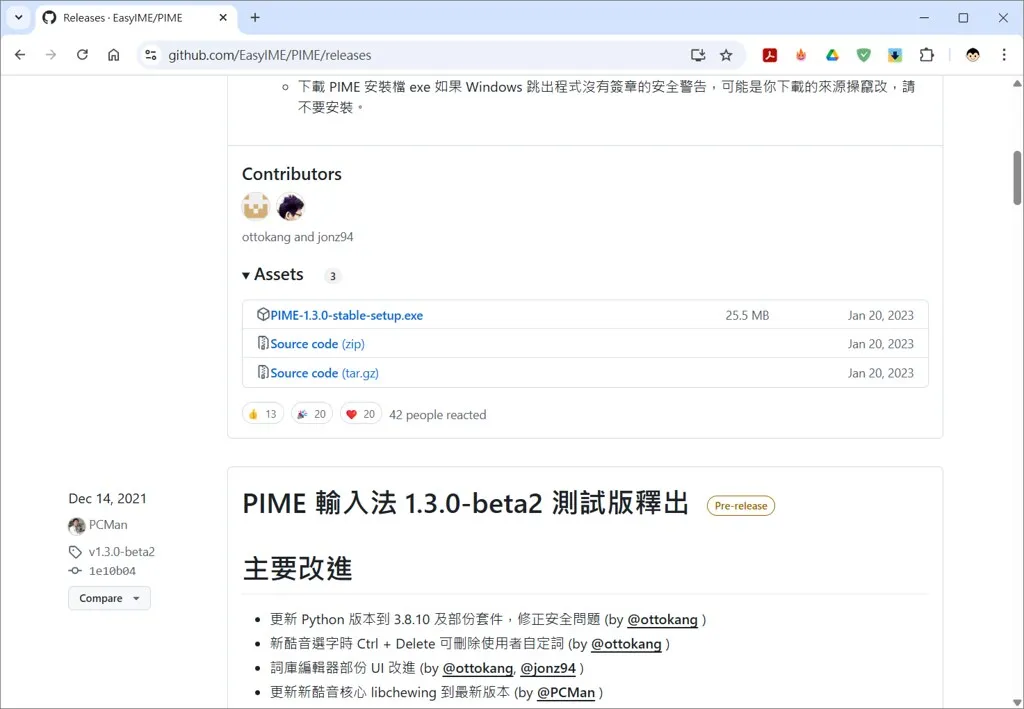 Releases · EasyIME/PIME
github.com/EasyIME/PIME/releases
下載 PIME 安裝檔 exe 如果 Windows 跳出程式沒有簽章的安全警告，可能是你下載的來源操竄改，請
不要安裝。
Contributors
ottokang and jonz94
Assets 3
PIME-1.3.0-stable-setup.exe 25.5 MB Jan 20, 2023
Source code (zip) Jan 20, 2023
Source code (tar.gz) Jan 20, 2023
13 20 20 42 people reacted
Dec 14, 2021
PCMan
v1.3.0-beta2
1e10b04
Compare
PIME 輸入法 1.3.0-beta2 測試版釋出 Pre-release
主要改進
更新 Python 版本到 3.8.10 及部份套件，修正安全問題 (by @ottokang )
新酷音選字時 Ctrl + Delete 可刪除使用者自定詞 (by @ottokang )
詞庫編輯器部份 UI 改進 (by @ottokang, @jonz94 )
更新新酷音核心 libchewing 到最新版本 (by @PCMan )